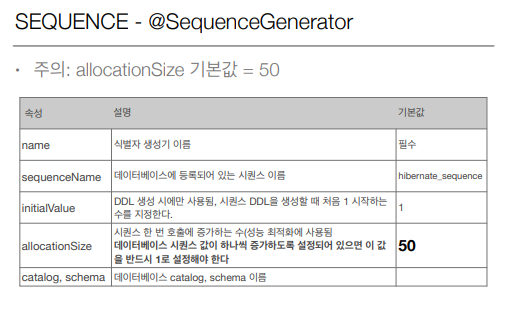 SEQUENCE - @SequenceGenerator
• 주의: allocationSize 기본값 = 50
속성 설명 기본값
name 식별자 생성기 이름 필수
sequenceName 데이터베이스에 등록되어 있는 시퀀스 이름 hibernate_sequence
initialValue DDL 생성 시에만 사용됨, 시퀀스 DDL을 생성할 때 처음 1 시작하는
수를 지정한다. 1
allocationSize 시퀀스 한 번 호출에 증가하는 수(성능 최적화에 사용됨
데이터베이스 시퀀스 값이 하나씩 증가하도록 설정되어 있으면 이 값
을 반드시 1로 설정해야 한다 50
catalog, schema 데이터베이스 catalog, schema 이름